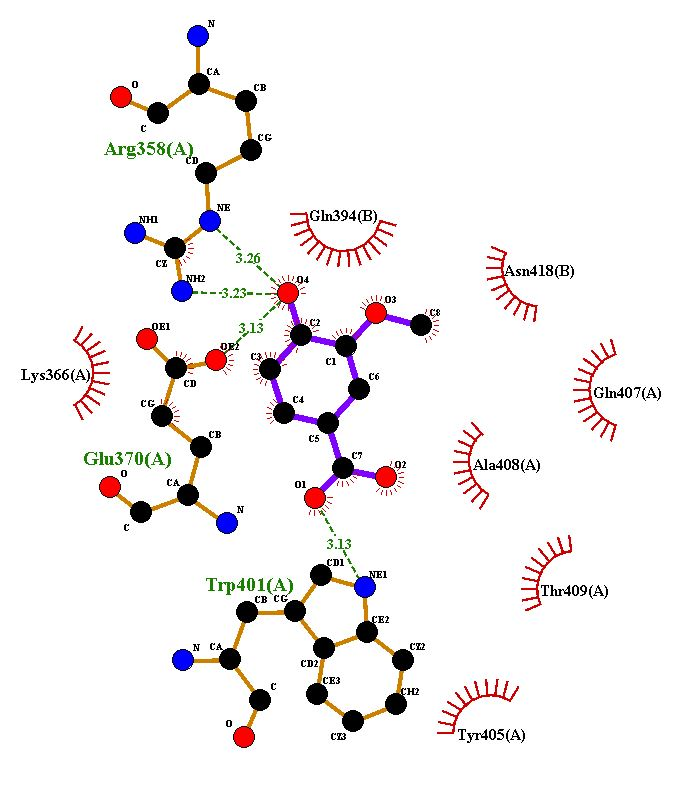 N
CA
O
CB
C
Arg358(A)
CG
CD
NE
NH1
Gln394(B)
CZ
3.26
Asn418(B)
NH2
3.23
O4
O3
C8
3.13
C2
OE1
OE2
C1
C3
CD
Lys366(A)
C6
Gln407(A)
CG
C4
C5
CB
Glu370(A)
C7
Ala408(A)
O
O1
O2
CA
C
N
3.13
CD1
NE1
Trp401(A)
Thr409(A)
CB
CG
CE2
N
CA
CD2
CZ2
CE3
C
CH2
O
CZ3
Tyr405(A)